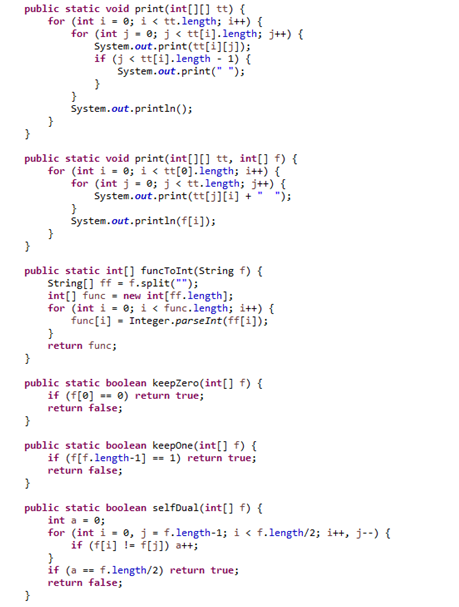 public static void print(int[][] tt) {
for (int i = 0; i < tt.length; i++) {
for (int j = 0; j < tt[i].length; j++) {
System.out.print(tt[i][j]);
if (j < tt[i].length - 1) {
System.out.print(" ");
}
}
System.out.println();
}
}
public static void print(int[][] tt, int[] f) {
for (int i = 0; i < tt[0].length; i++) {
for (int j = 0; j < tt.length; j++) {
System.out.print(tt[j][i] + "  ");
}
System.out.println(f[i]);
}
}
public static int[] funcToInt(String f) {
String[] ff = f.split("");
int[] func = new int[ff.length];
for (int i = 0; i < func.length; i++) {
func[i] = Integer.parseInt(ff[i]);
}
return func;
}
public static boolean keepZero(int[] f) {
if (f[0] == 0) return true;
return false;
}
public static boolean keepOne(int[] f) {
if (f[f.length-1] == 1) return true;
return false;
}
public static boolean selfDual(int[] f) {
int a = 0;
for (int i = 0, j = f.length-1; i < f.length/2; i++, j--) {
if (f[i] != f[j]) a++;
}
if (a == f.length/2) return true;
return false;
}